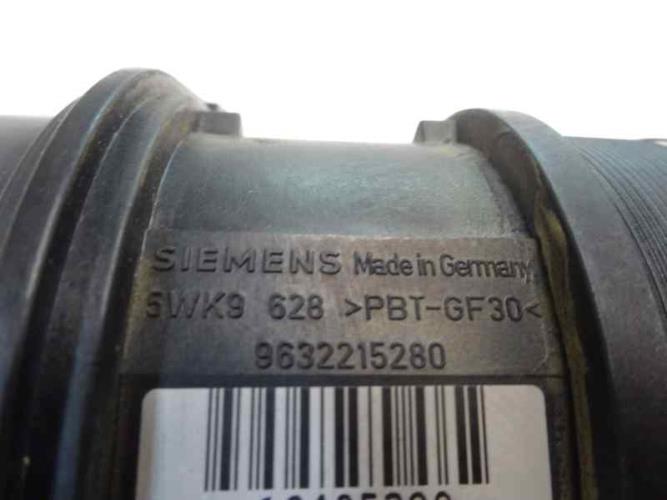 SIEMENS Made in Germany
5WK9 628 >PBT-GF30<
9632215280